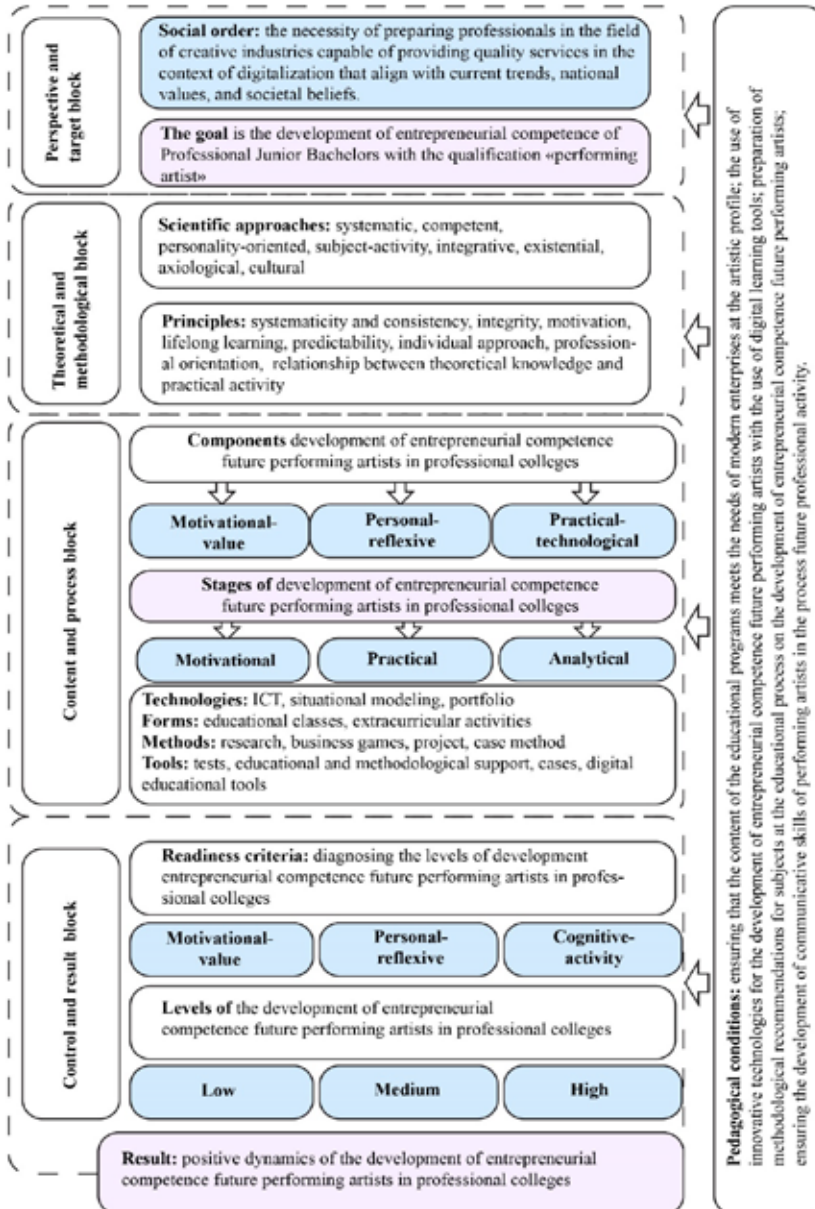 Perspective and
target block
Social order: the necessity of preparing professionals in the field
of creative industries capable of providing quality services in the
context of digitalization that align with current trends, national
values, and societal beliefs.
The goal is the development of entrepreneurial competence of
Professional Junior Bachelors with the qualification «performing
artist»
Theoretical and
methodological block
Scientific approaches: systematic, competent,
personality-oriented, subject-activity, integrative, existential,
axiological, cultural
Principles: systematicity and consistency, integrity, motivation,
lifelong learning, predictability, individual approach, profession-
al orientation, relationship between theoretical knowledge and
practical activity
Content and process block
Components development of entrepreneurial competence
future performing artists in professional colleges
Motivational-
value
Personal-
reflexive
Practical-
technological
Stages of development of entrepreneurial competence
future performing artists in professional colleges
Motivational
Practical
Analytical
Technologies: ICT, situational modeling, portfolio
Forms: educational classes, extracurricular activities
Methods: research, business games, project, case method
Tools: tests, educational and methodological support, cases, digital
educational tools
Control and result block
Readiness criteria: diagnosing the levels of development
entrepreneurial competence future performing artists in profes-
sional colleges
Motivational-
value
Personal-
reflexive
Cognitive-
activity
Levels of the development of entrepreneurial
competence future performing artists in professional colleges
Low
Medium
High
Result: positive dynamics of the development of entrepreneurial
competence future performing artists in professional colleges
Pedagogical conditions: ensuring that the content of the educational programs meets the needs of modern enterprises at the artistic profile; the use of
innovative technologies for the development of entrepreneurial competence future performing artists with the use of digital learning tools; preparation of
methodological recommendations for subjects at the educational process on the development of entrepreneurial competence future performing artists;
ensuring the development of communicative skills of performing artists in the process future professional activity.